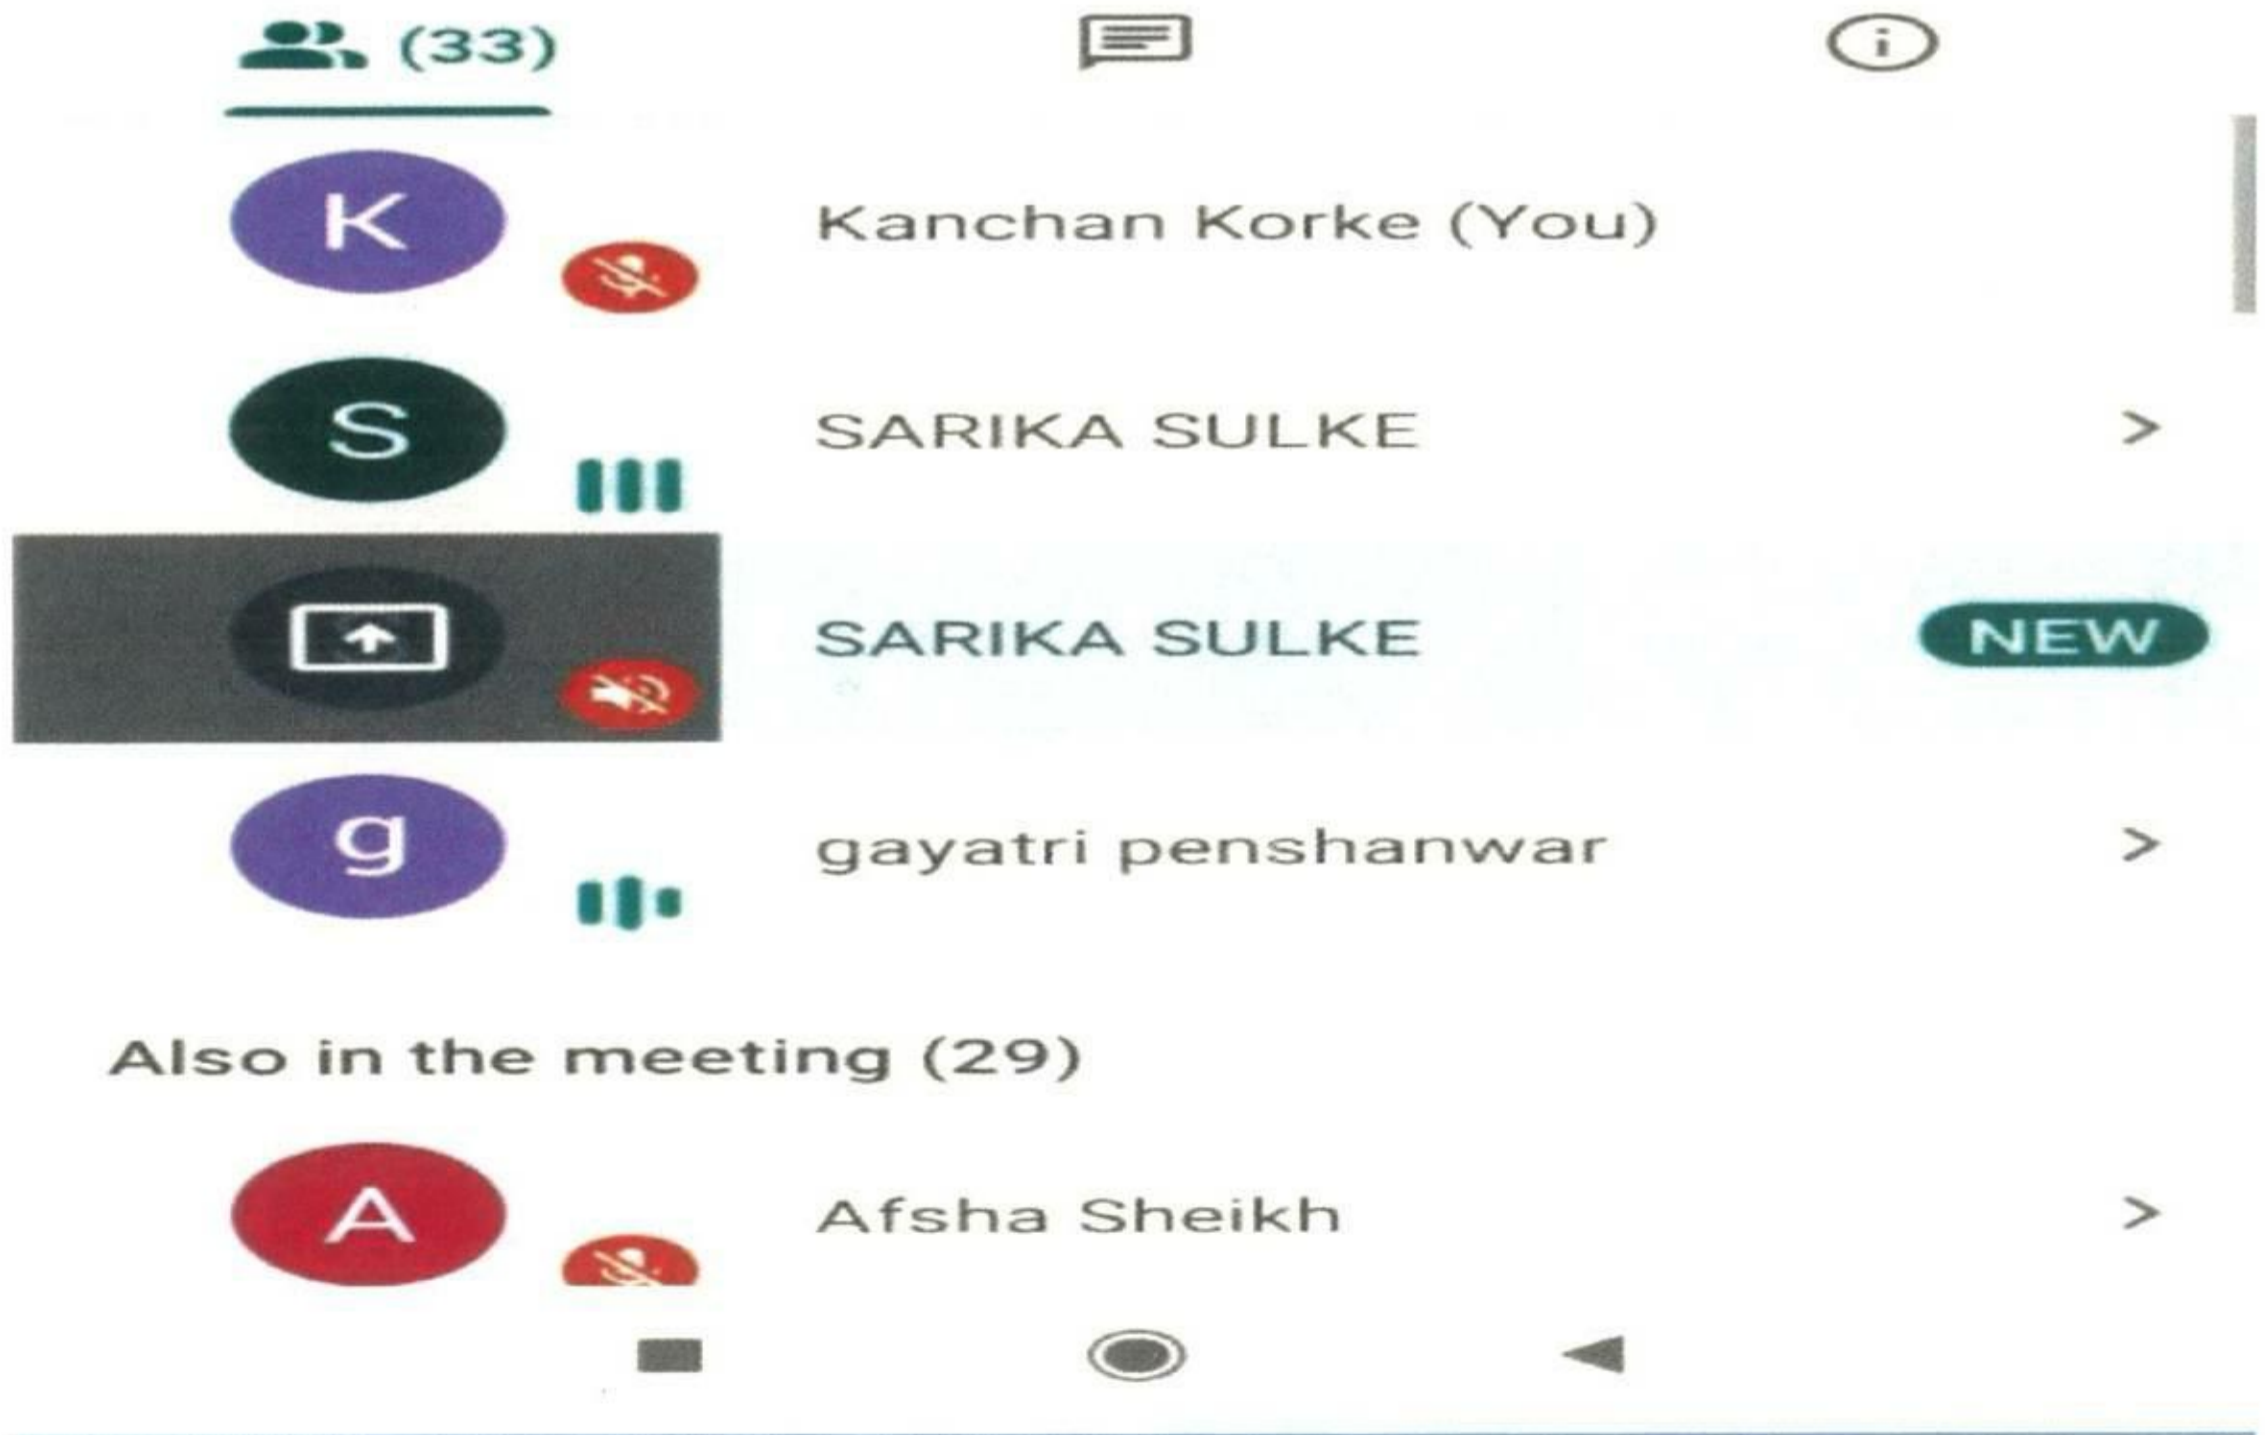 (33)
K
Kanchan Korke (You)
S
SARIKA SULKE
SARIKA SULKE
NEW
g
gayatri penshanwar
Also in the meeting (29)
A
Afsha Sheikh